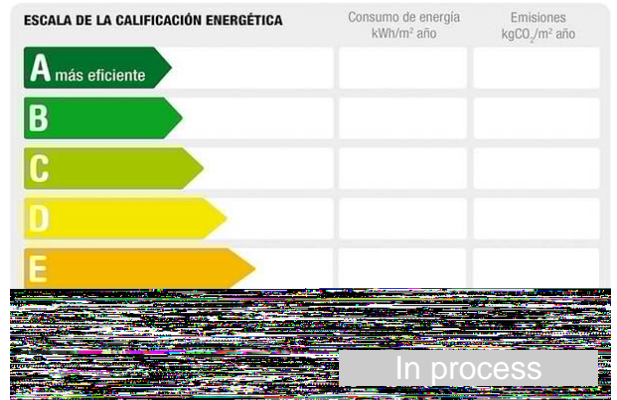 ESCALA DE LA CALIFICACIÓN ENERGÉTICA
Consumo de energía
kWh/m² año
Emisiones
kgCO₂/m² año
A más eficiente
B
C
D
E
In process